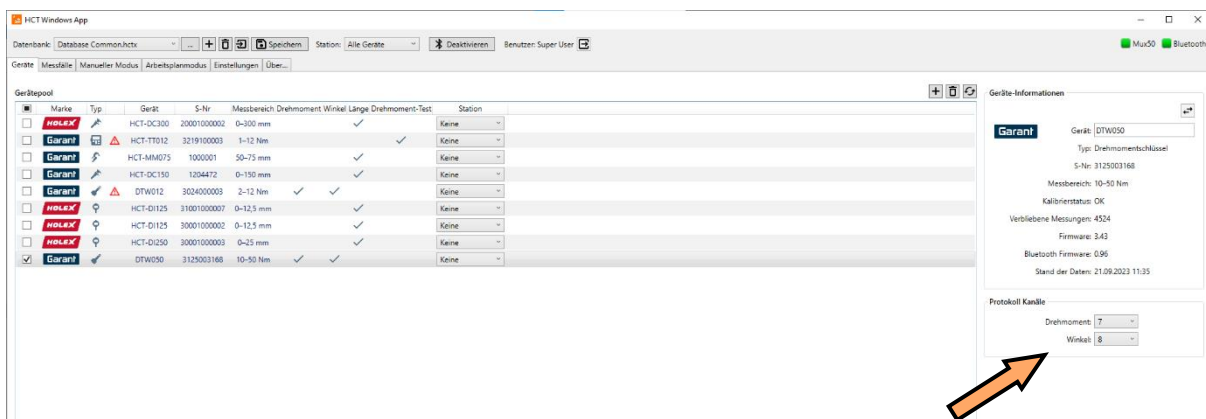 HCT Windows App
Datenbank: Database Common.hctx .. Speichern Station: Alle Geräte Deaktivieren Benutzer: Super User Mux50 Bluetooth
Geräte Messfälle Manueller Modus Arbeitsplanmodus Einstellungen Über...
Gerätepool
Marke Typ Gerät S-Nr Messbereich Drehmoment Winkel Länge Drehmoment-Test Station
HOLEX HCT-DC300 20001000002 0–300 mm Keine
Garant HCT-TT012 3219100003 1–12 Nm Keine
Garant HCT-MM075 1000001 50–75 mm Keine
Garant HCT-DC150 1204472 0–150 mm Keine
Garant DTW012 3024000003 2–12 Nm Keine
HOLEX HCT-DI125 31001000007 0–12,5 mm Keine
HOLEX HCT-DI125 30001000002 0–12,5 mm Keine
HOLEX HCT-DI250 30001000003 0–25 mm Keine
Garant DTW050 3125003168 10–50 Nm Keine
Geräte-Informationen
Garant Gerät: DTW050
Typ: Drehmomentschlüssel
S-Nr: 3125003168
Messbereich: 10–50 Nm
Kalibrierstatus: OK
Verbliebene Messungen: 4524
Firmware: 3.43
Bluetooth Firmware: 0.96
Stand der Daten: 21.09.2023 11:35
Protokoll Kanäle
Drehmoment: 7
Winkel: 8